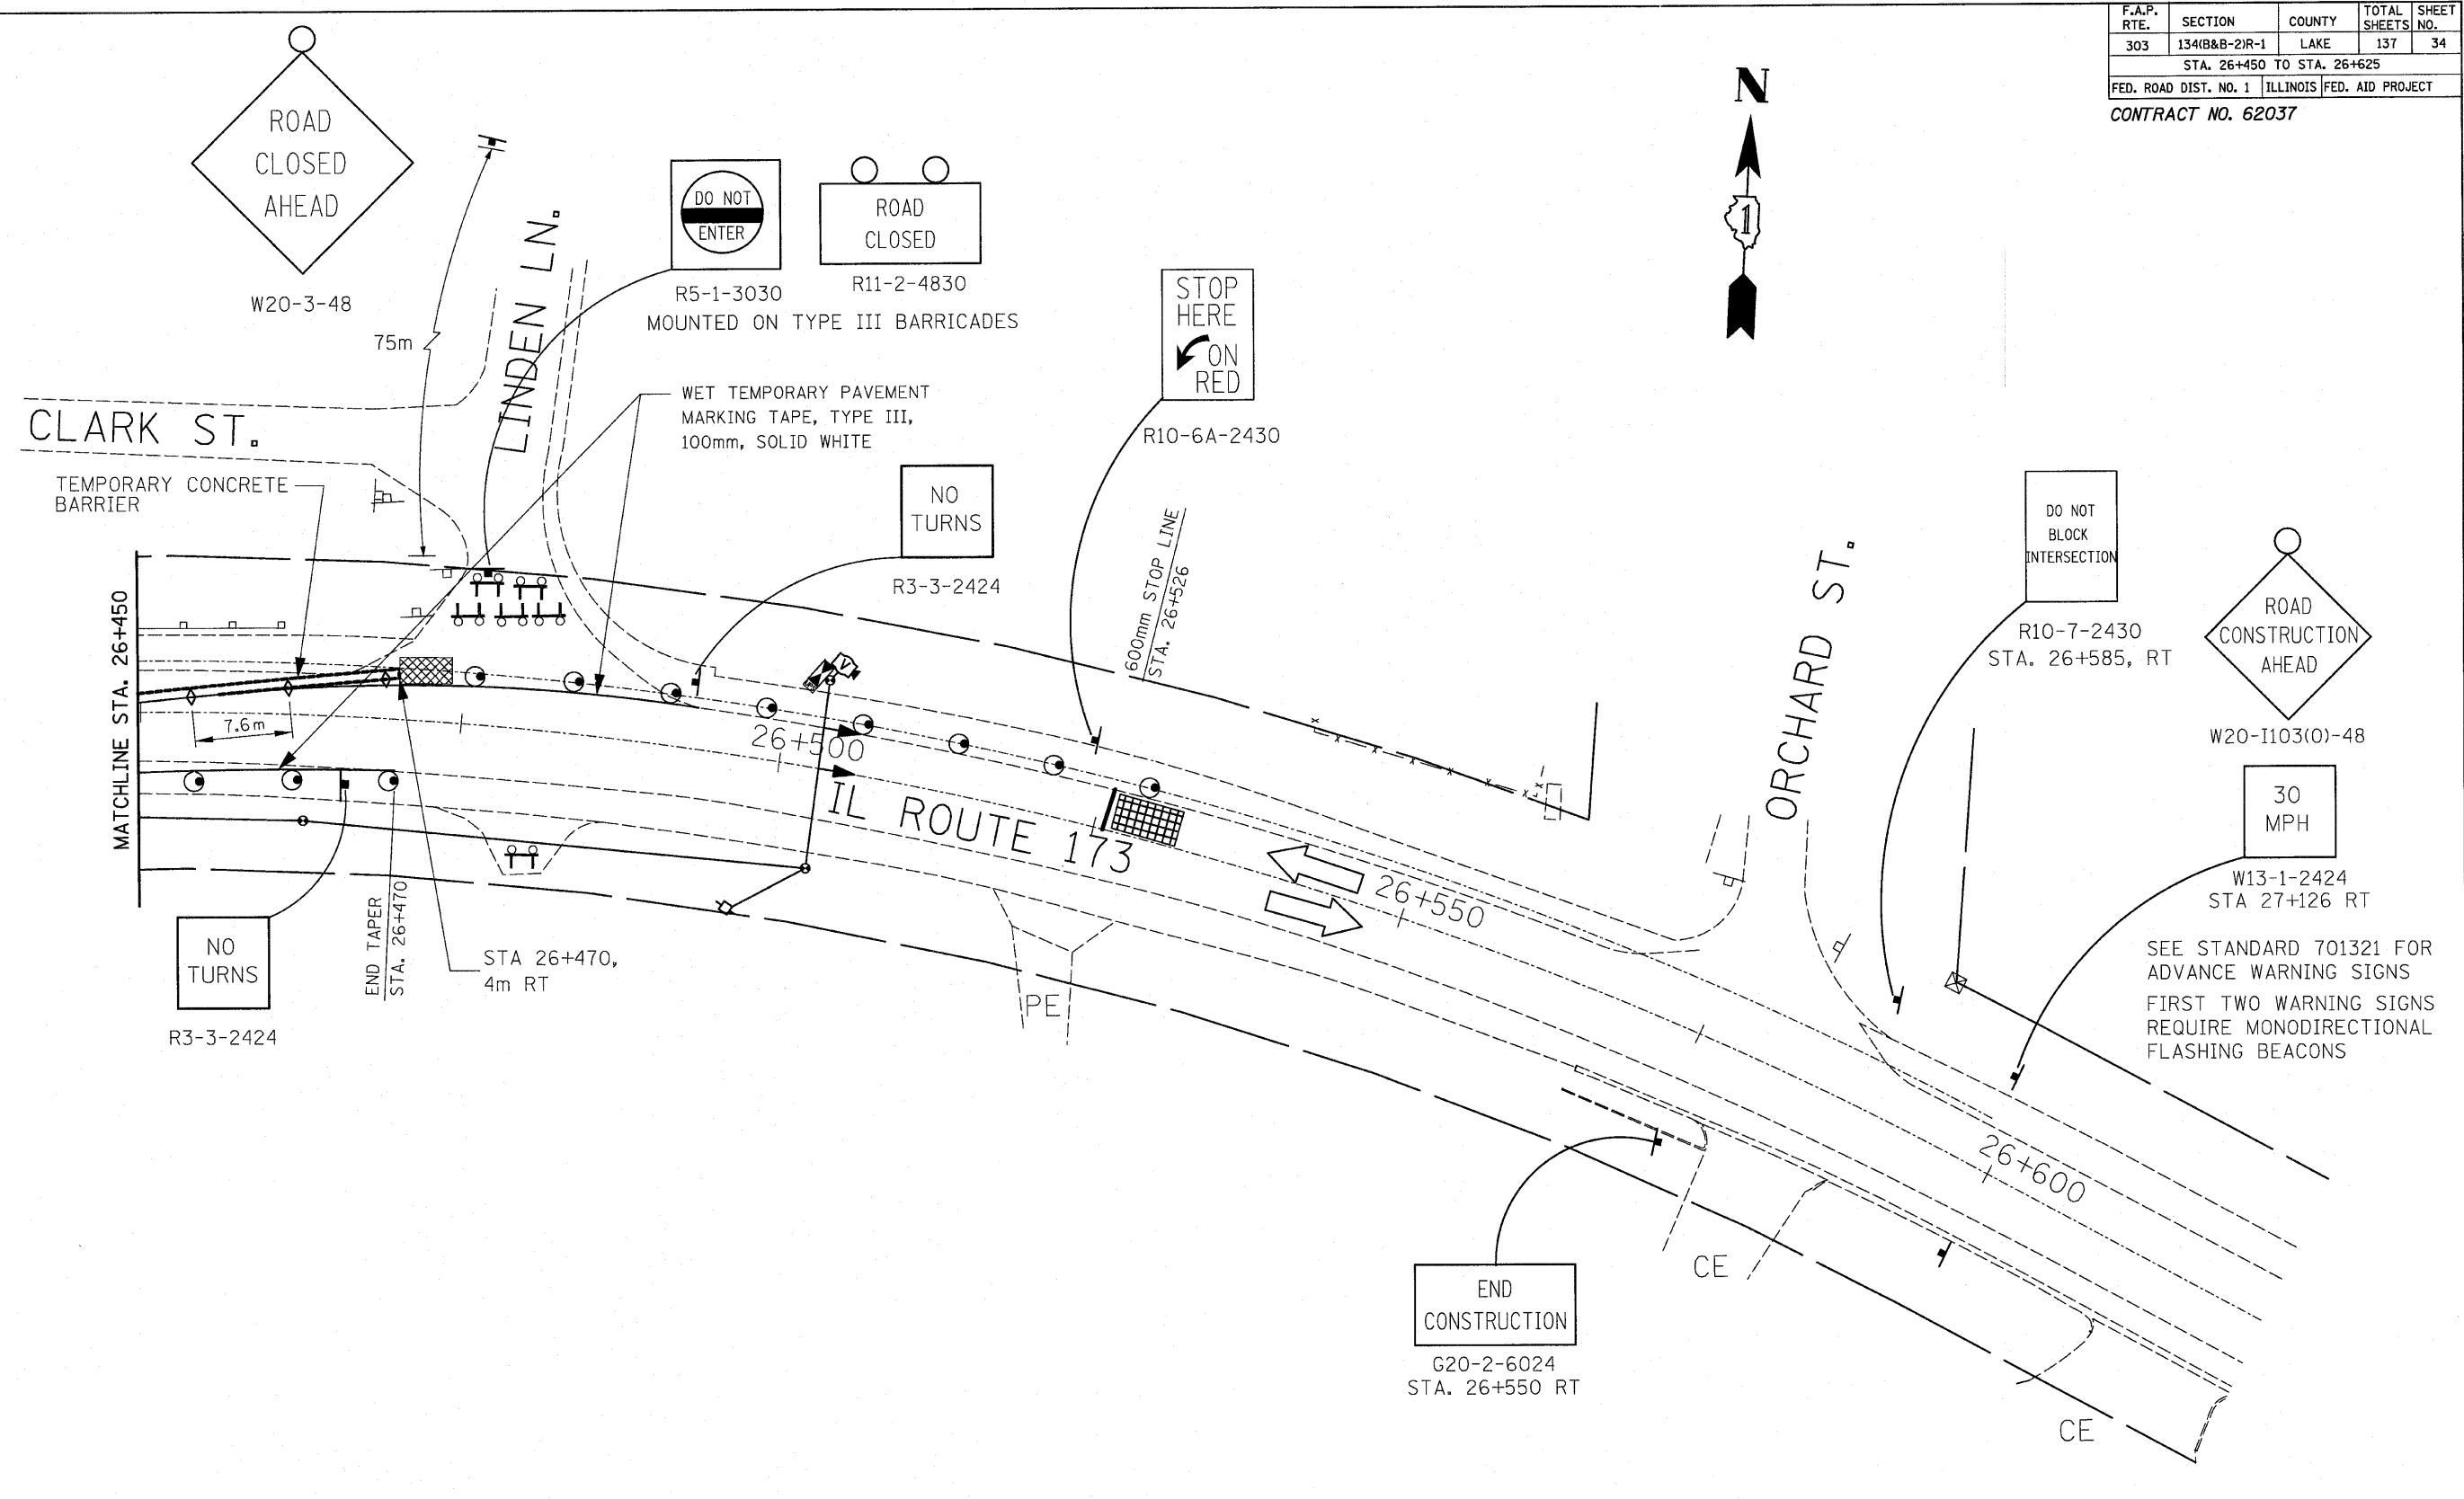 F.A.P. RTE. SECTION COUNTY TOTAL SHEETS SHEET NO.
303 134(B&B-2)R-1 LAKE 137 34
STA. 26+450 TO STA. 26+625
FED. ROAD DIST. NO. 1 ILLINOIS FED. AID PROJECT
CONTRACT NO. 62037
N
1
ROAD
CLOSED
AHEAD
W20-3-48
75m
LINDEN LN.
DO NOT
ENTER
R5-1-3030
ROAD
CLOSED
R11-2-4830
MOUNTED ON TYPE III BARRICADES
STOP
HERE
ON
RED
R10-6A-2430
CLARK ST.
WET TEMPORARY PAVEMENT
MARKING TAPE, TYPE III,
100mm, SOLID WHITE
TEMPORARY CONCRETE
BARRIER
NO
TURNS
R3-3-2424
600mm STOP LINE
STA. 26+526
ORCHARD ST.
DO NOT
BLOCK
INTERSECTION
R10-7-2430
STA. 26+585, RT
ROAD
CONSTRUCTION
AHEAD
W20-I103(O)-48
30
MPH
W13-1-2424
STA 27+126 RT
SEE STANDARD 701321 FOR
ADVANCE WARNING SIGNS
FIRST TWO WARNING SIGNS
REQUIRE MONODIRECTIONAL
FLASHING BEACONS
MATCHLINE STA. 26+450
7.6m
V
26+500
IL ROUTE 173
26+550
26+600
NO
TURNS
R3-3-2424
END TAPER
STA. 26+470
STA 26+470,
4m RT
PE
CE
CE
END
CONSTRUCTION
G20-2-6024
STA. 26+550 RT